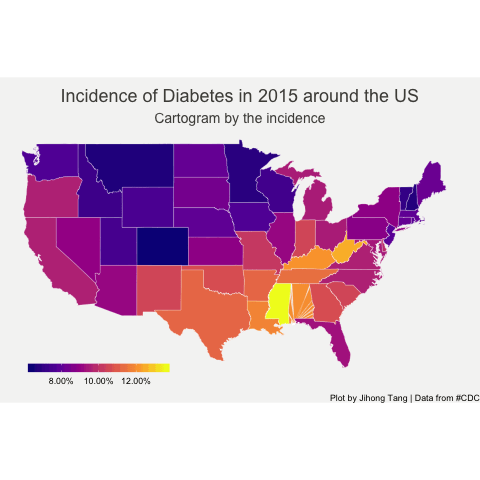 Incidence of Diabetes in 2015 around the US
Cartogram by the incidence
8.00% 10.00% 12.00%
Plot by Jihong Tang | Data from #CDC